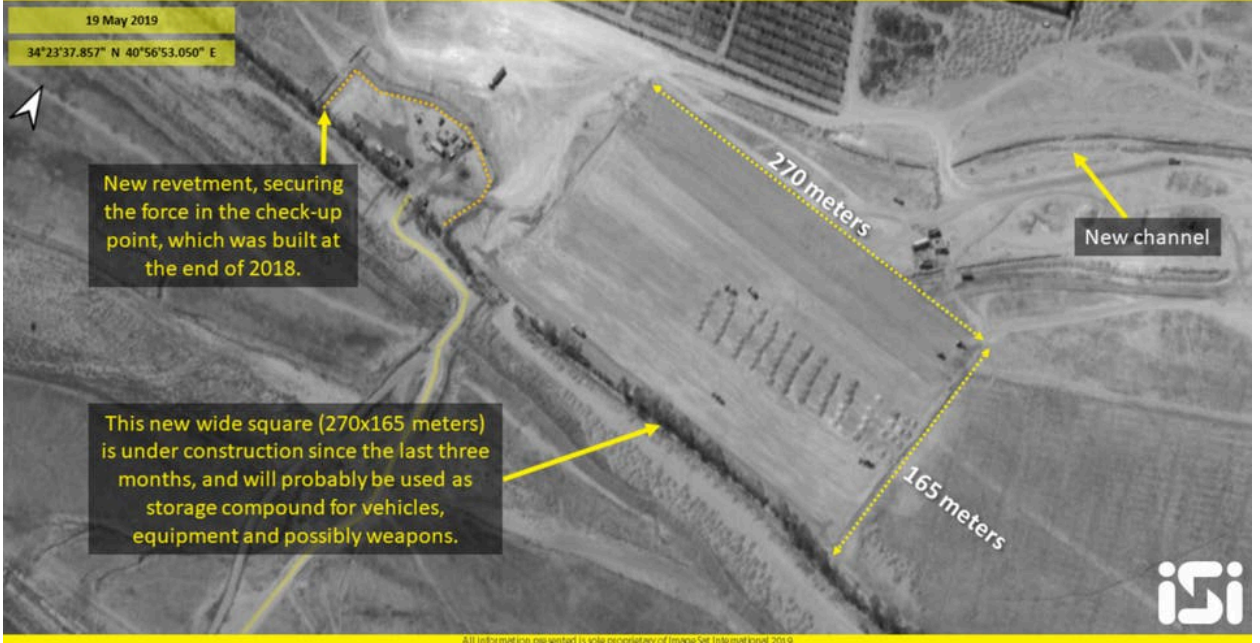 19 May 2019
34°23'37.857" N 40°56'53.050" E
New revetment, securing
the force in the check-up
point, which was built at
the end of 2018.
270 meters
New channel
This new wide square (270x165 meters)
is under construction since the last three
months, and will probably be used as
storage compound for vehicles,
equipment and possibly weapons.
165 meters
iSi
All information presented is sole proprietary of ImageSat International 2019